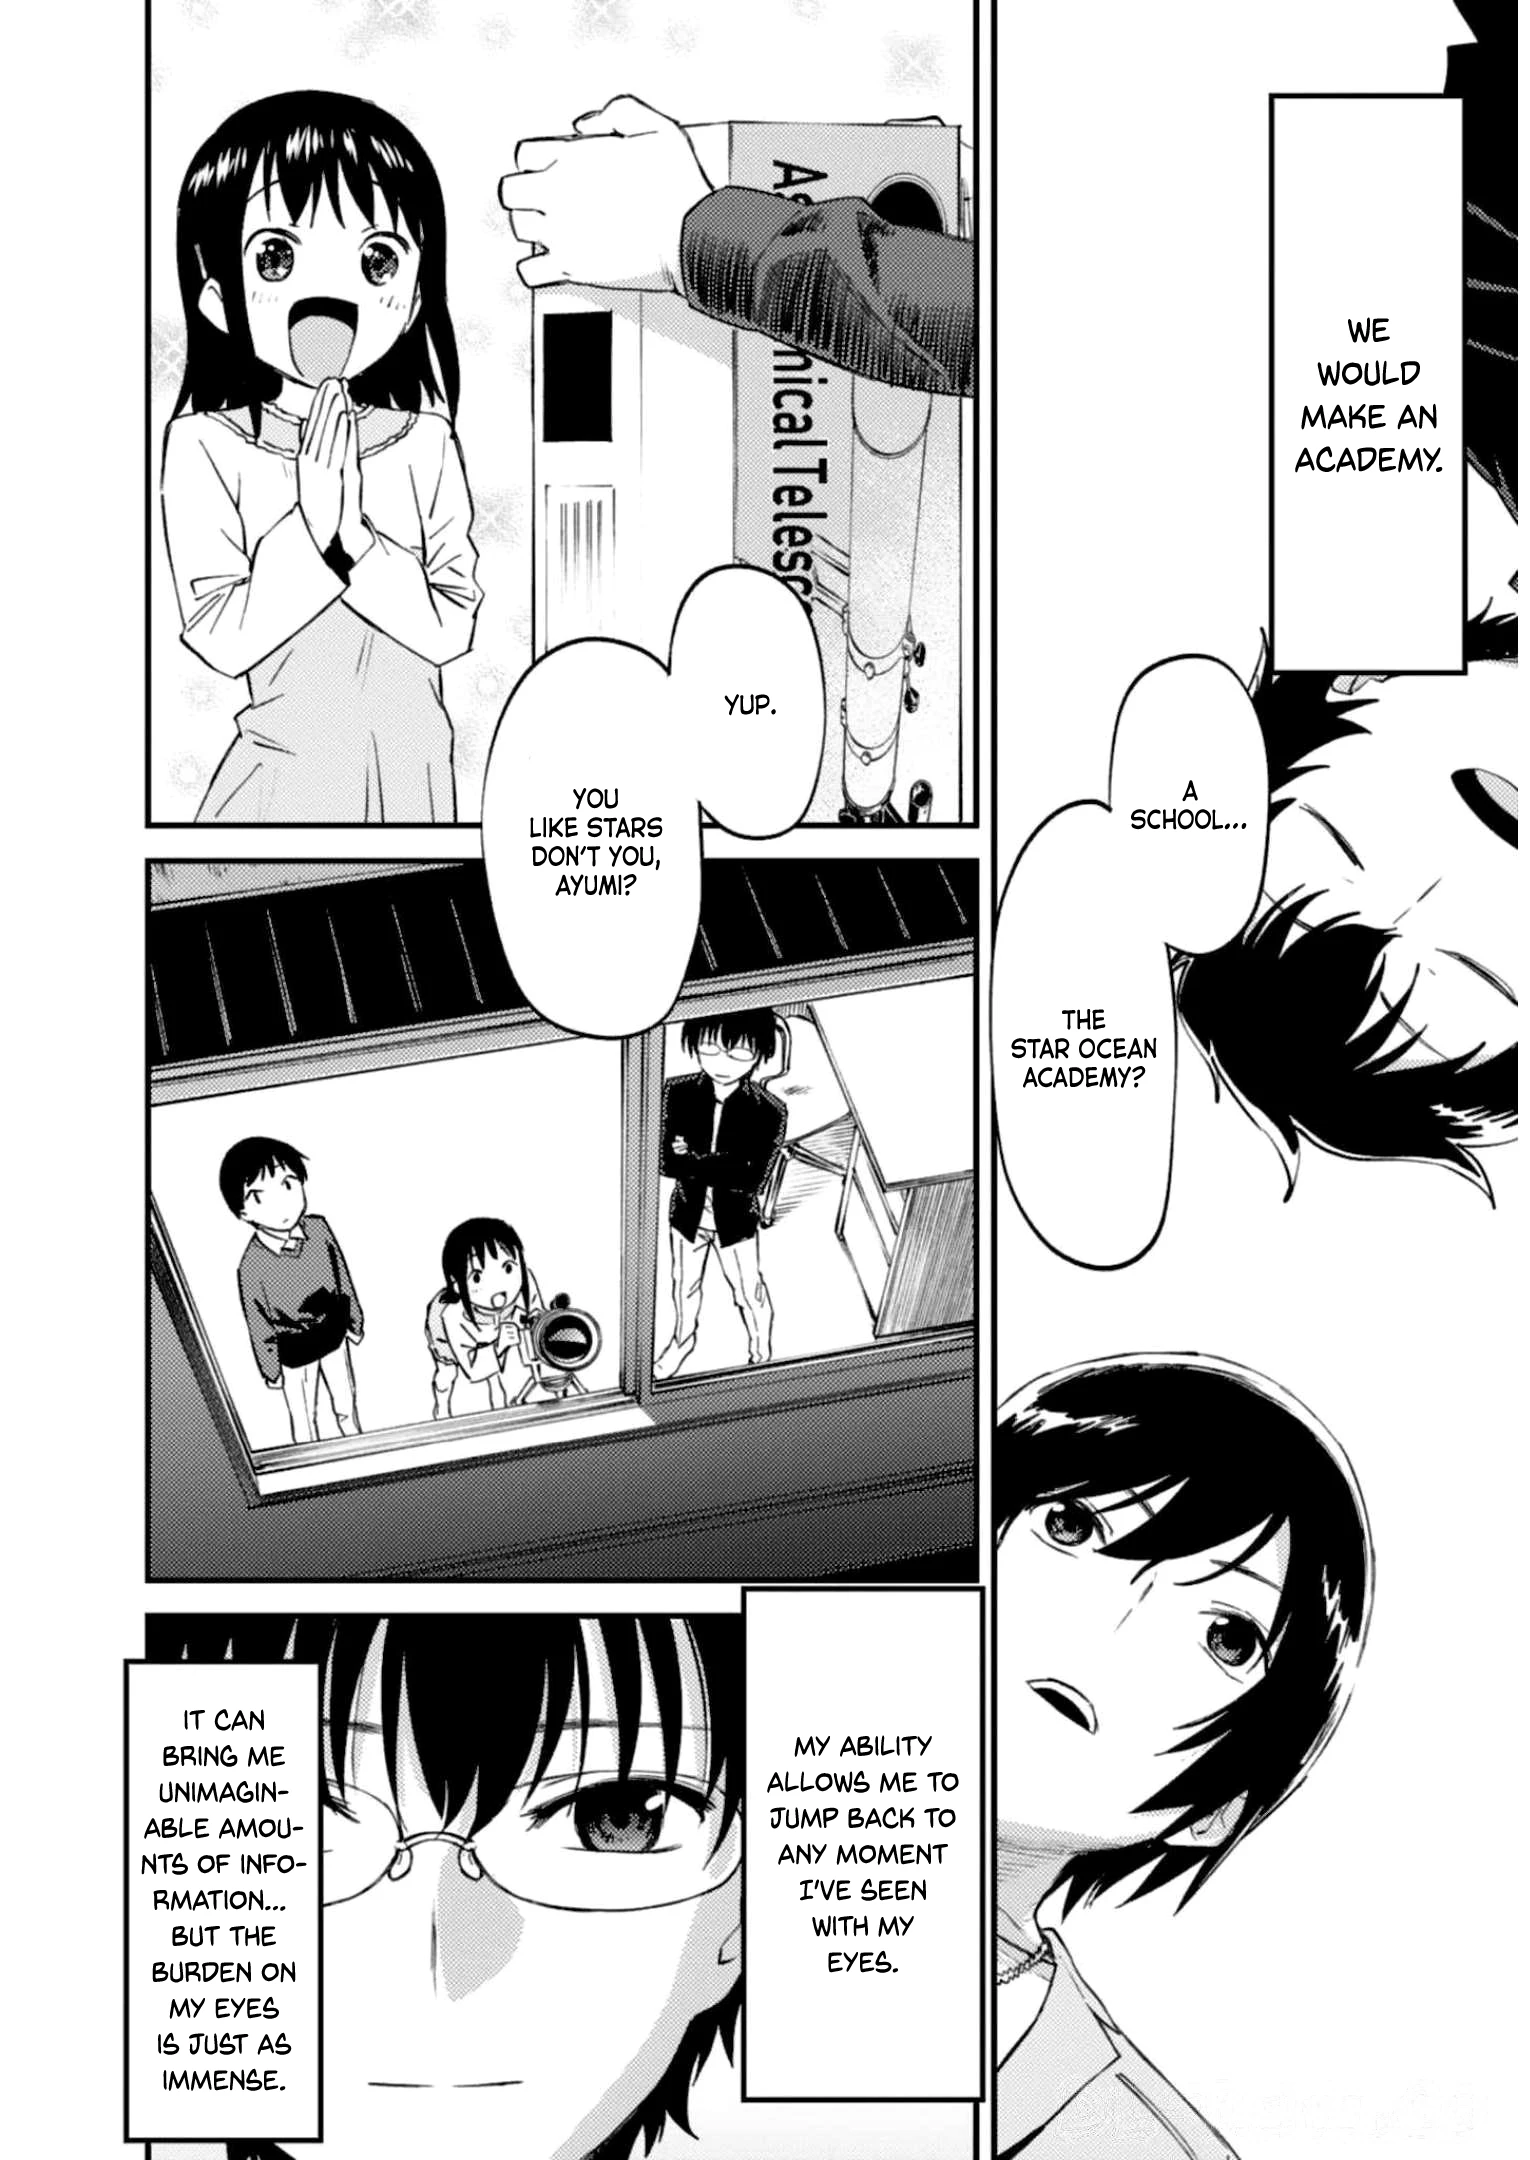 WE
WOULD
MAKE AN
ACADEMY.
A
SCHOOL...
THE
STAR OCEAN
ACADEMY?
As
nical Telesc
YUP.
YOU
LIKE STARS
DON'T YOU,
AYUMI?
MY ABILITY
ALLOWS ME TO
JUMP BACK TO
ANY MOMENT
I'VE SEEN
WITH MY
EYES.
IT CAN
BRING ME
UNIMAGIN-
ABLE AMOU-
NTS OF INFO-
RMATION...
BUT THE
BURDEN ON
MY EYES
IS JUST AS
IMMENSE.